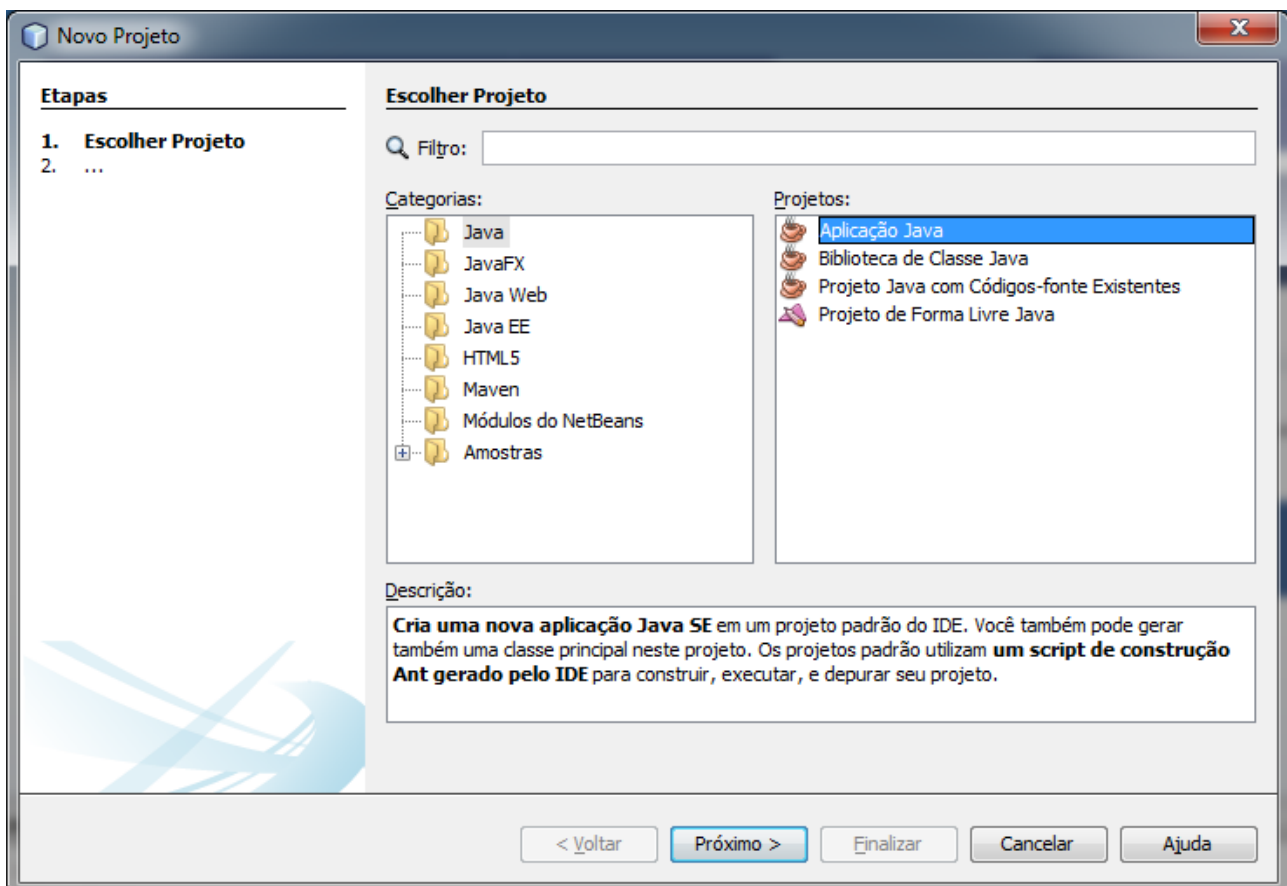 Novo Projeto
Etapas
1. Escolher Projeto
2. ...
Escolher Projeto
Filtro:
Categorias:
Java
JavaFX
Java Web
Java EE
HTML5
Maven
Módulos do NetBeans
Amostras
Projetos:
Aplicação Java
Biblioteca de Classe Java
Projeto Java com Códigos-fonte Existentes
Projeto de Forma Livre Java
Descrição:
Cria uma nova aplicação Java SE em um projeto padrão do IDE. Você também pode gerar
também uma classe principal neste projeto. Os projetos padrão utilizam um script de construção
Ant gerado pelo IDE para construir, executar, e depurar seu projeto.
< Voltar
Próximo >
Finalizar
Cancelar
Ajuda